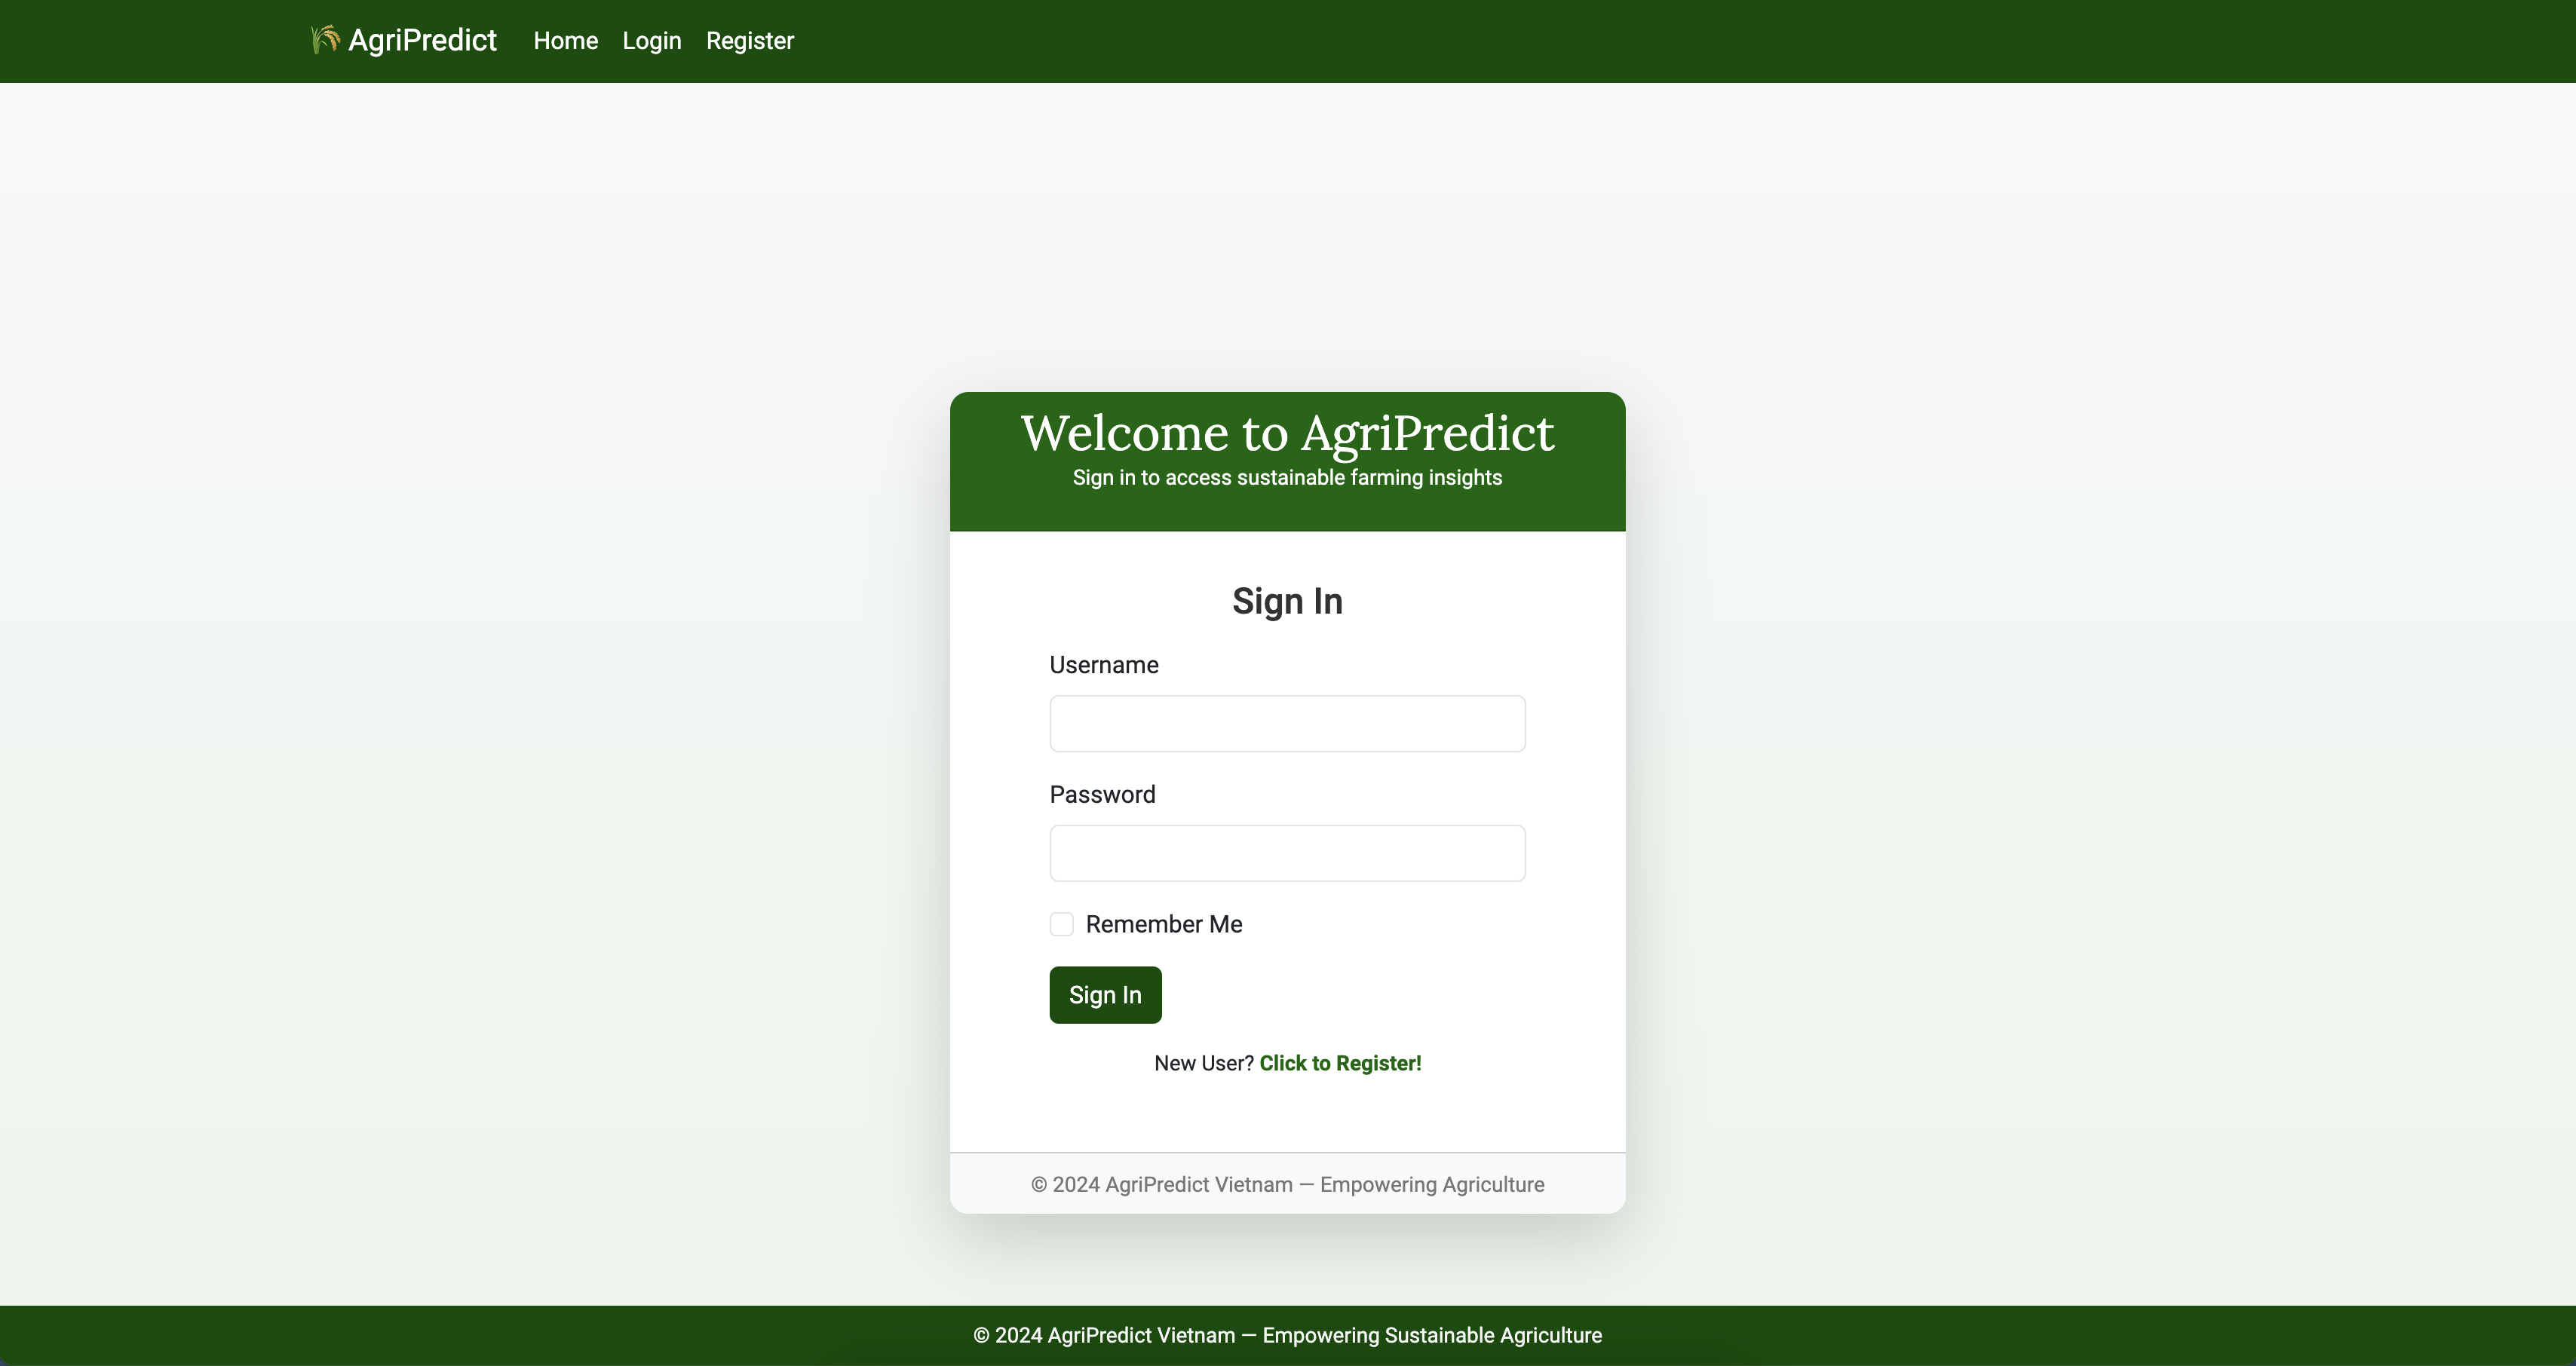 AgriPredict Home Login Register
Welcome to AgriPredict
Sign in to access sustainable farming insights
Sign In
Username
Password
Remember Me
Sign In
New User? Click to Register!
© 2024 AgriPredict Vietnam — Empowering Agriculture
© 2024 AgriPredict Vietnam — Empowering Sustainable Agriculture